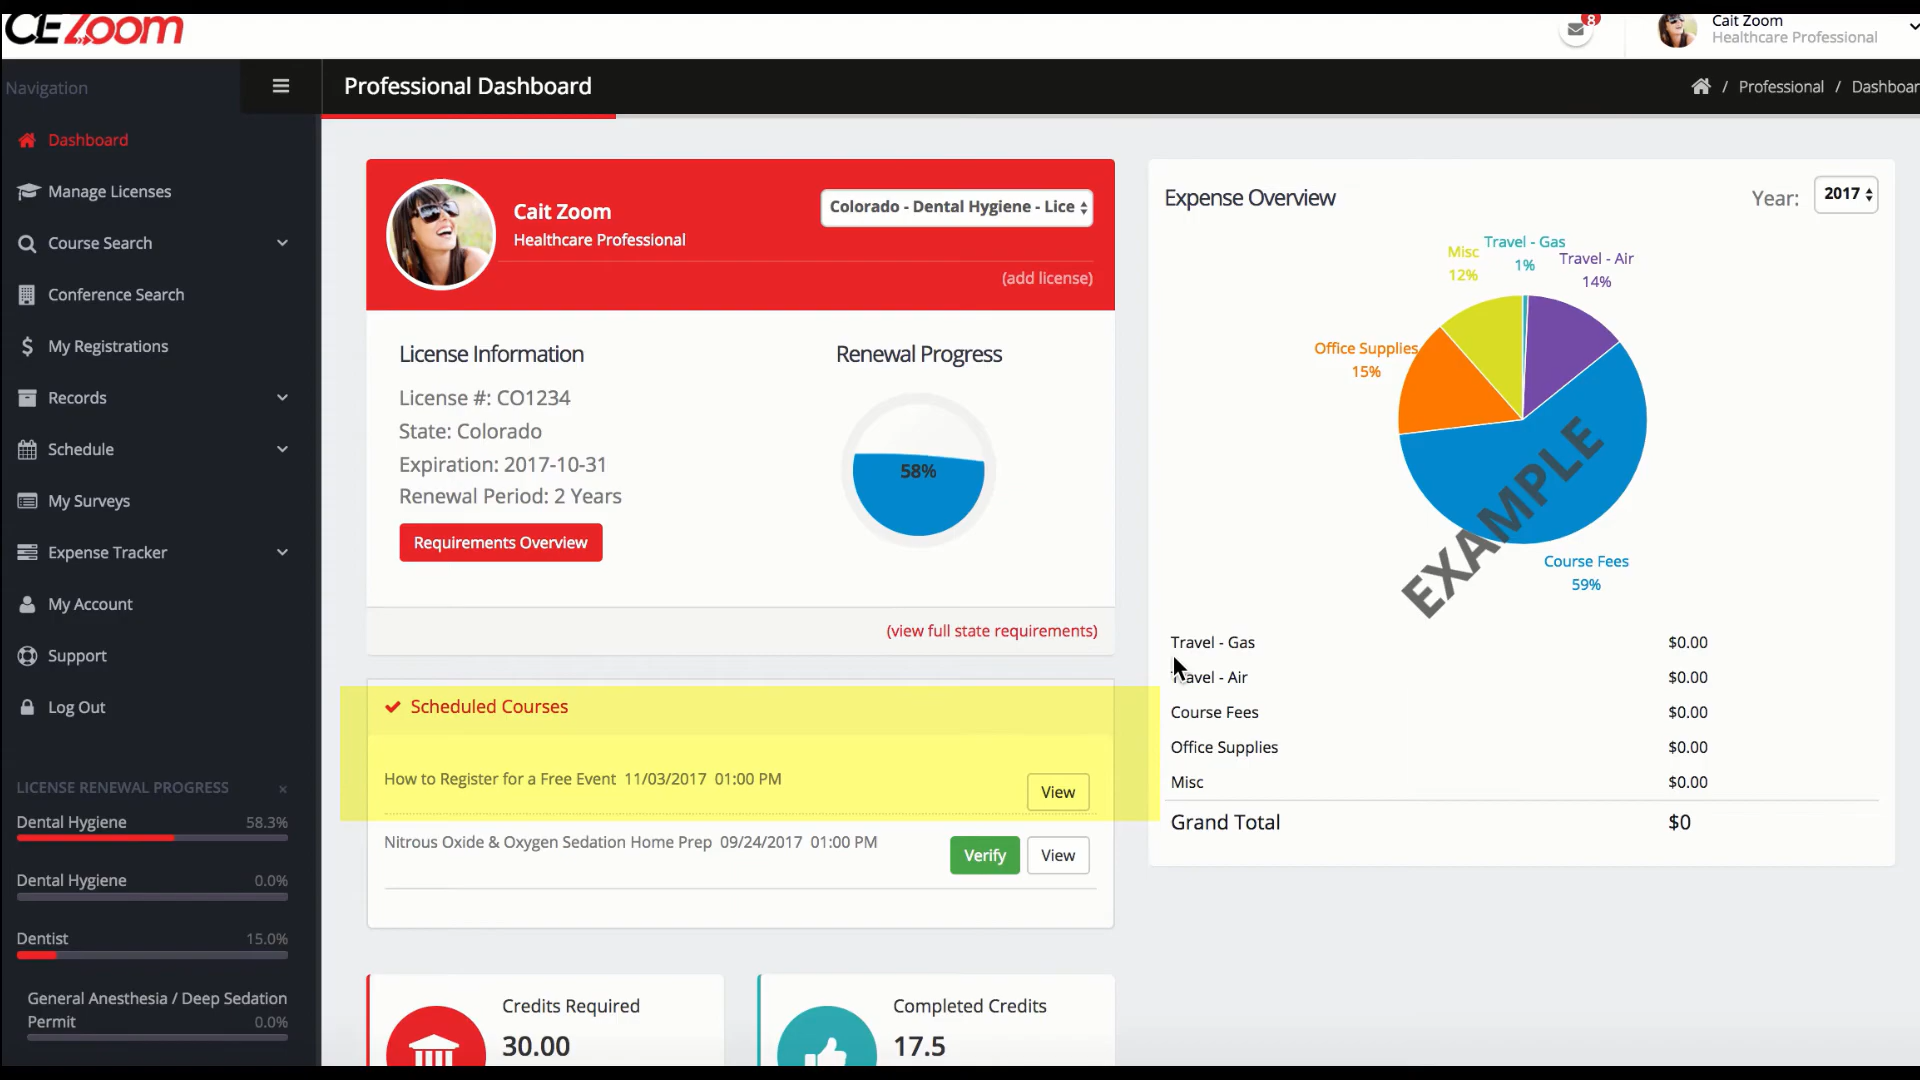 CEZoom
8
Cait Zoom
Healthcare Professional
Navigation
Professional Dashboard
/ Professional / Dashboar
Dashboard
Manage Licenses
Course Search
Conference Search
My Registrations
Records
Schedule
My Surveys
Expense Tracker
My Account
Support
Log Out
LICENSE RENEWAL PROGRESS ×
Dental Hygiene 58.3%
Dental Hygiene 0.0%
Dentist 15.0%
General Anesthesia / Deep Sedation
Permit 0.0%
Cait Zoom
Healthcare Professional
Colorado - Dental Hygiene - Lice
(add license)
License Information
License #: CO1234
State: Colorado
Expiration: 2017-10-31
Renewal Period: 2 Years
Requirements Overview
Renewal Progress
58%
(view full state requirements)
Scheduled Courses
How to Register for a Free Event 11/03/2017 01:00 PM
View
Nitrous Oxide & Oxygen Sedation Home Prep 09/24/2017 01:00 PM
Verify View
Credits Required
30.00
Completed Credits
17.5
Expense Overview
Year: 2017
Travel - Gas
1%
Misc
12%
Travel - Air
14%
Office Supplies
15%
Course Fees
59%
EXAMPLE
Travel - Gas $0.00
Travel - Air $0.00
Course Fees $0.00
Office Supplies $0.00
Misc $0.00
Grand Total $0